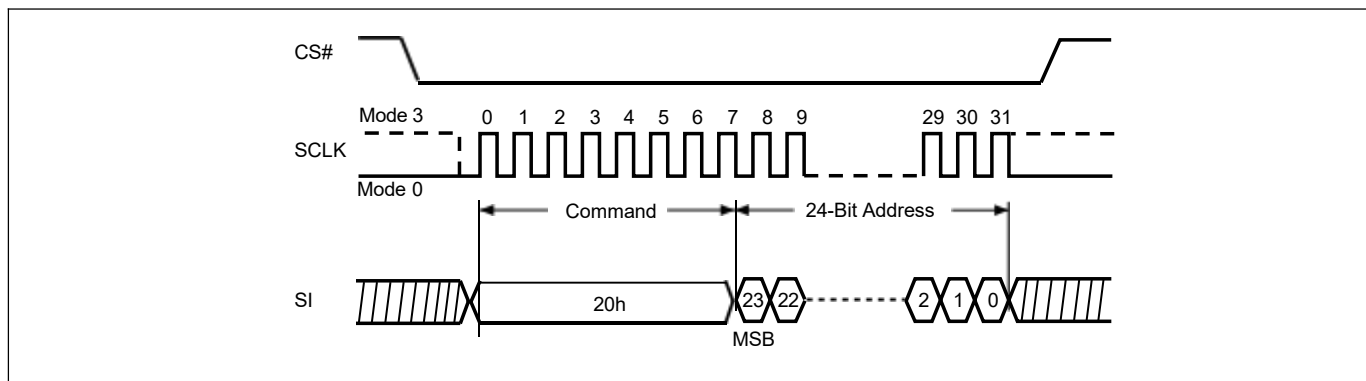 CS#
Mode 3
0 1 2 3 4 5 6 7 8 9 29 30 31
SCLK
Mode 0
Command 24-Bit Address
SI 20h 23 22 2 1 0
MSB